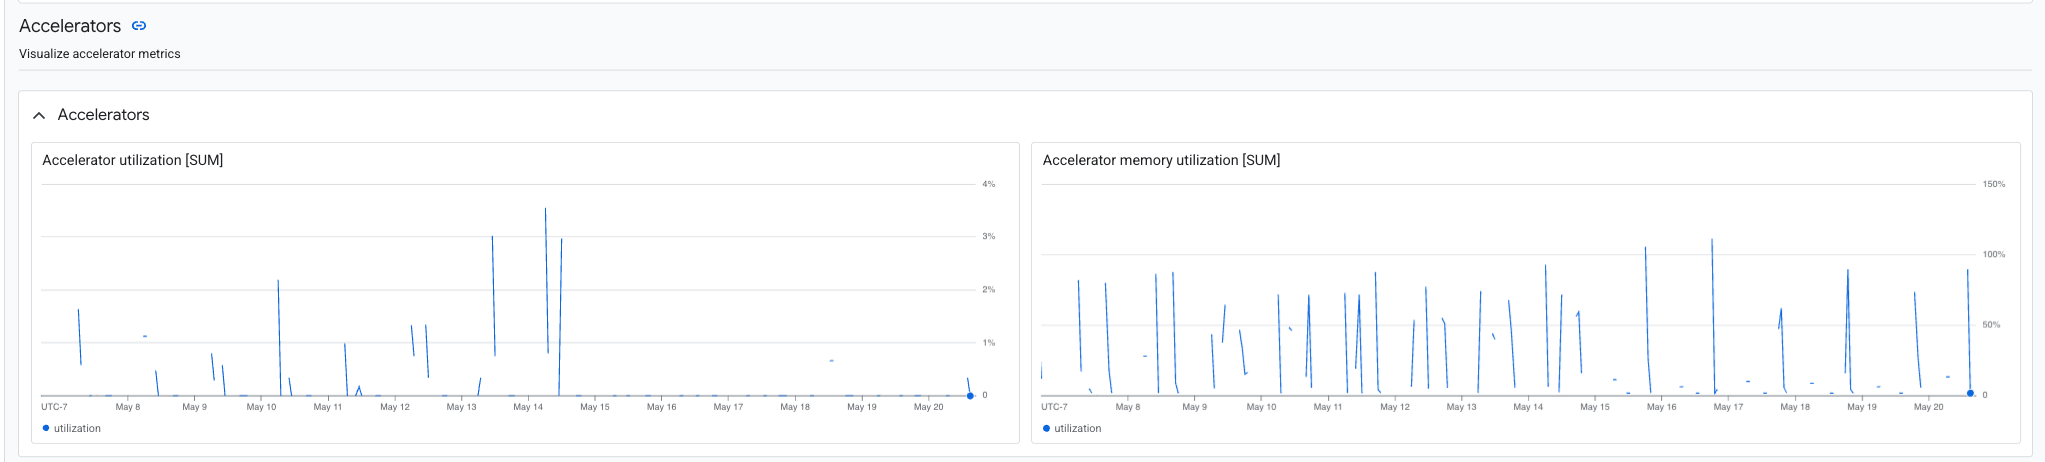 Accelerators
Visualize accelerator metrics
Accelerators
Accelerator utilization [SUM]
4%
3%
2%
1%
0
UTC-7 May 8 May 9 May 10 May 11 May 12 May 13 May 14 May 15 May 16 May 17 May 18 May 19 May 20
utilization
Accelerator memory utilization [SUM]
150%
100%
50%
0
UTC-7 May 8 May 9 May 10 May 11 May 12 May 13 May 14 May 15 May 16 May 17 May 18 May 19 May 20
utilization